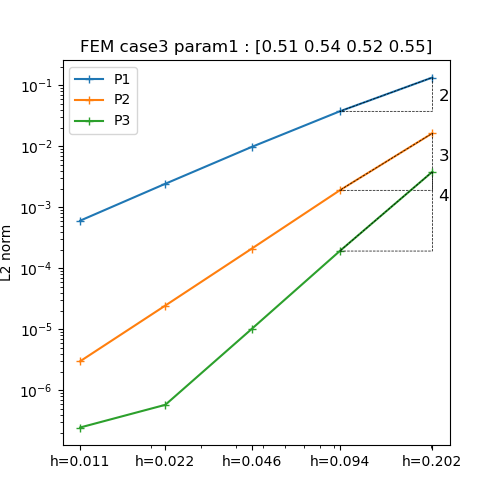 FEM case3 param1 : [0.51 0.54 0.52 0.55]
P1
P2
P3
2
3
4
10⁻¹
10⁻²
10⁻³
10⁻⁴
10⁻⁵
10⁻⁶
L2 norm
h=0.011 h=0.022 h=0.046 h=0.094 h=0.202